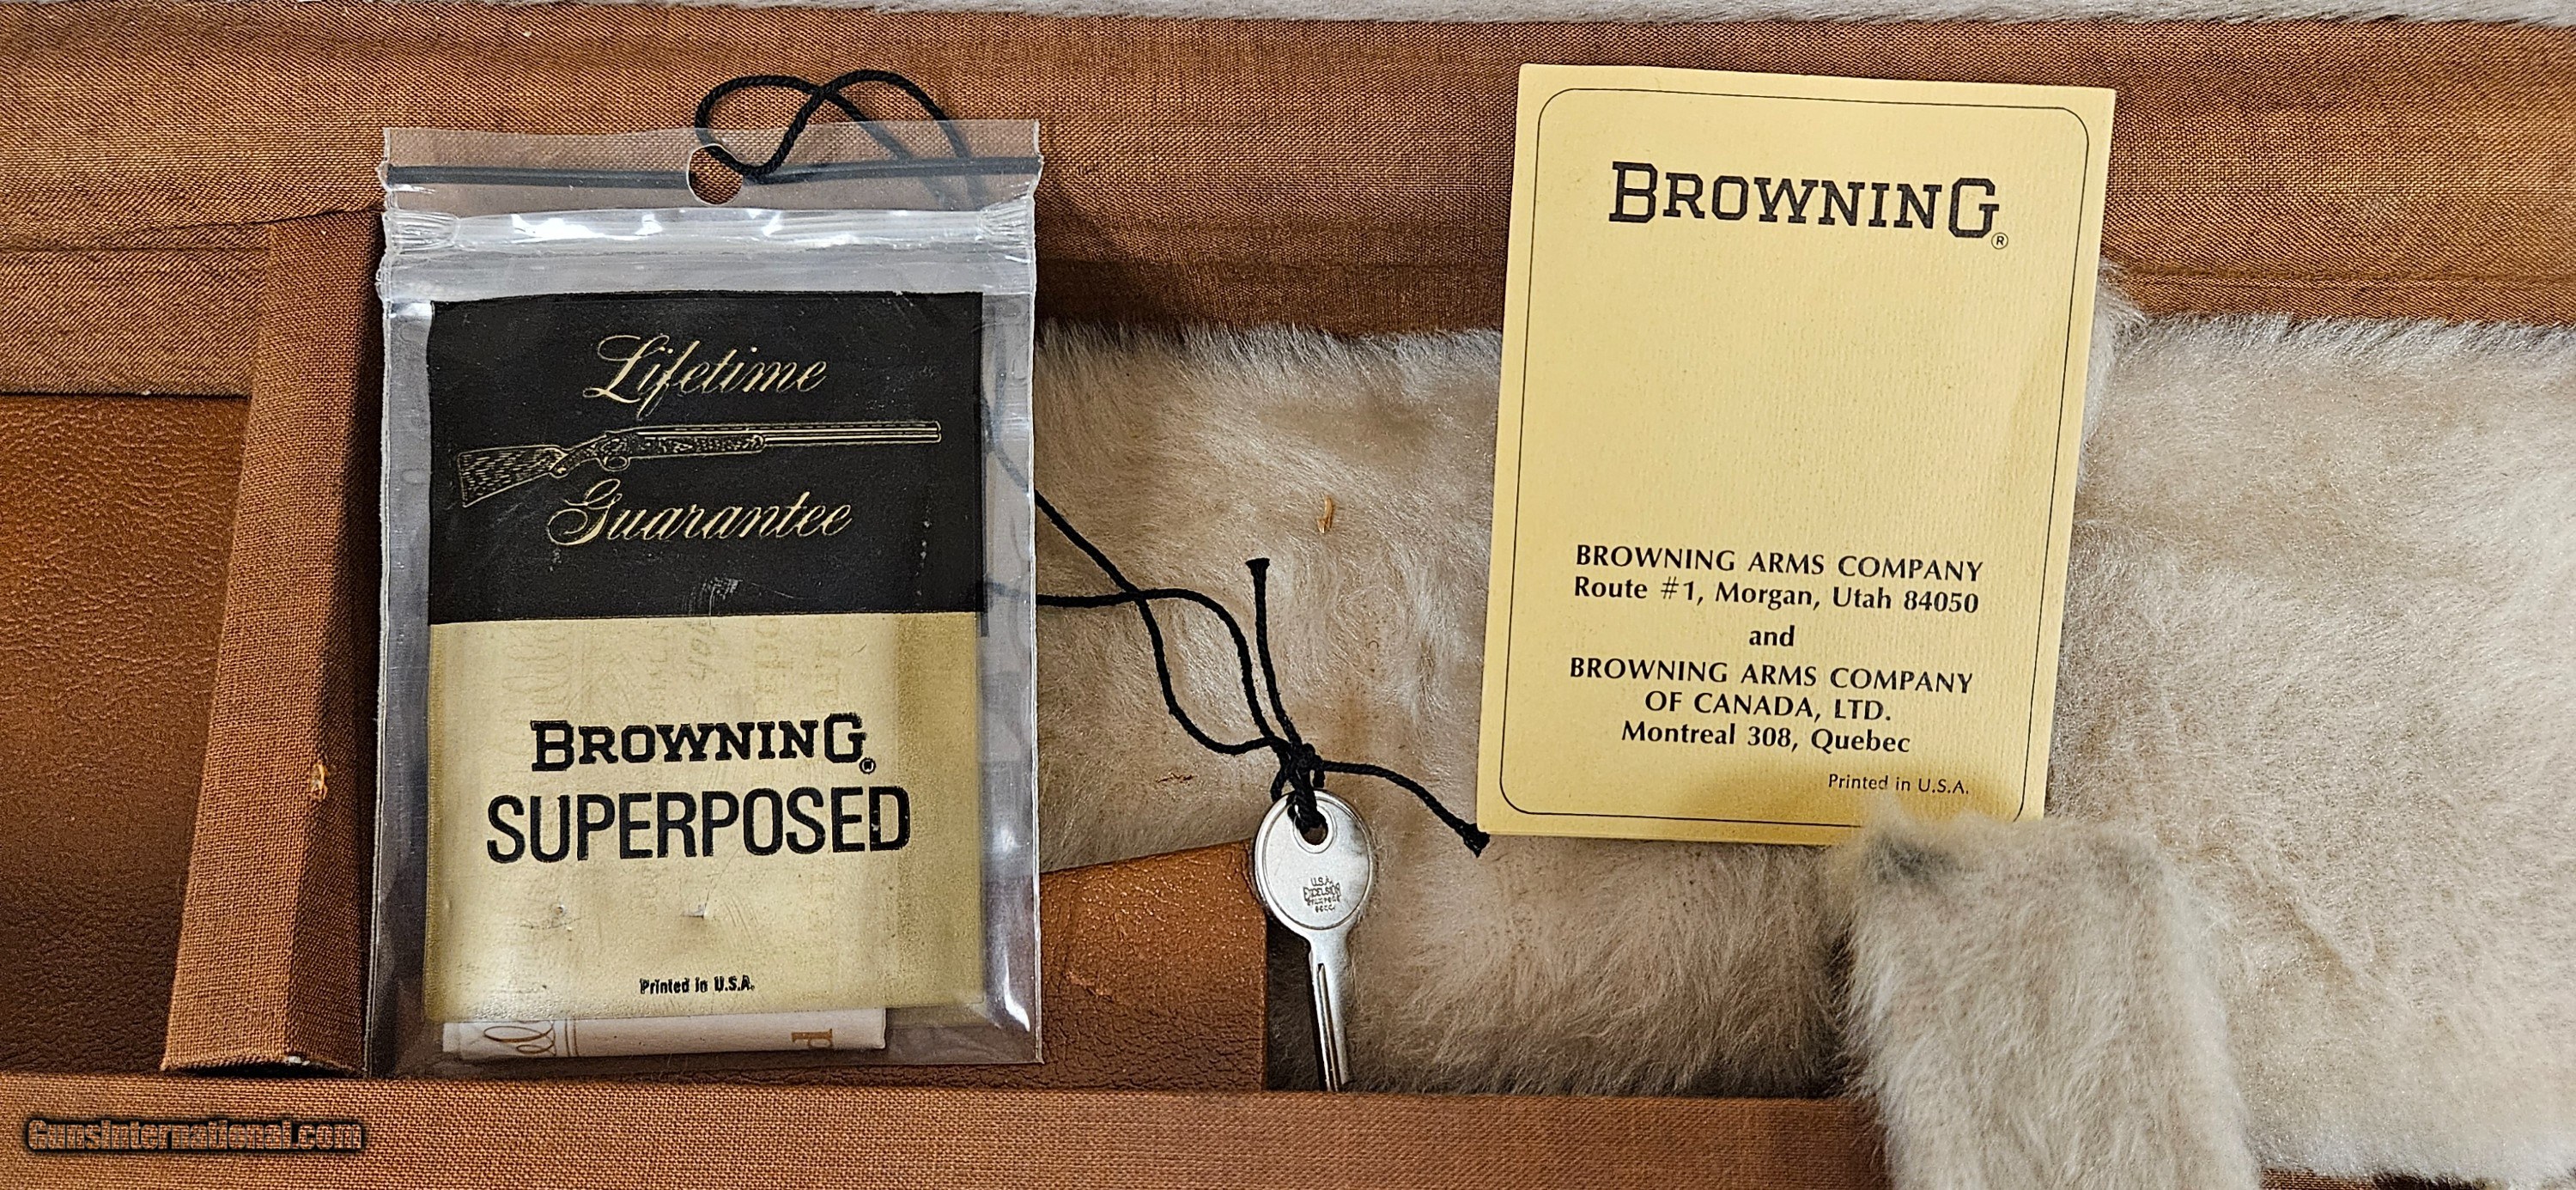 Lifetime
Guarantee
BROWNING®
SUPERPOSED
Printed in U.S.A.
p
BROWNING®
BROWNING ARMS COMPANY
Route #1, Morgan, Utah 84050
and
BROWNING ARMS COMPANY
OF CANADA, LTD.
Montreal 308, Quebec
Printed in U.S.A.
U.S.A.
EXCELSIOR
GunsInternational.com